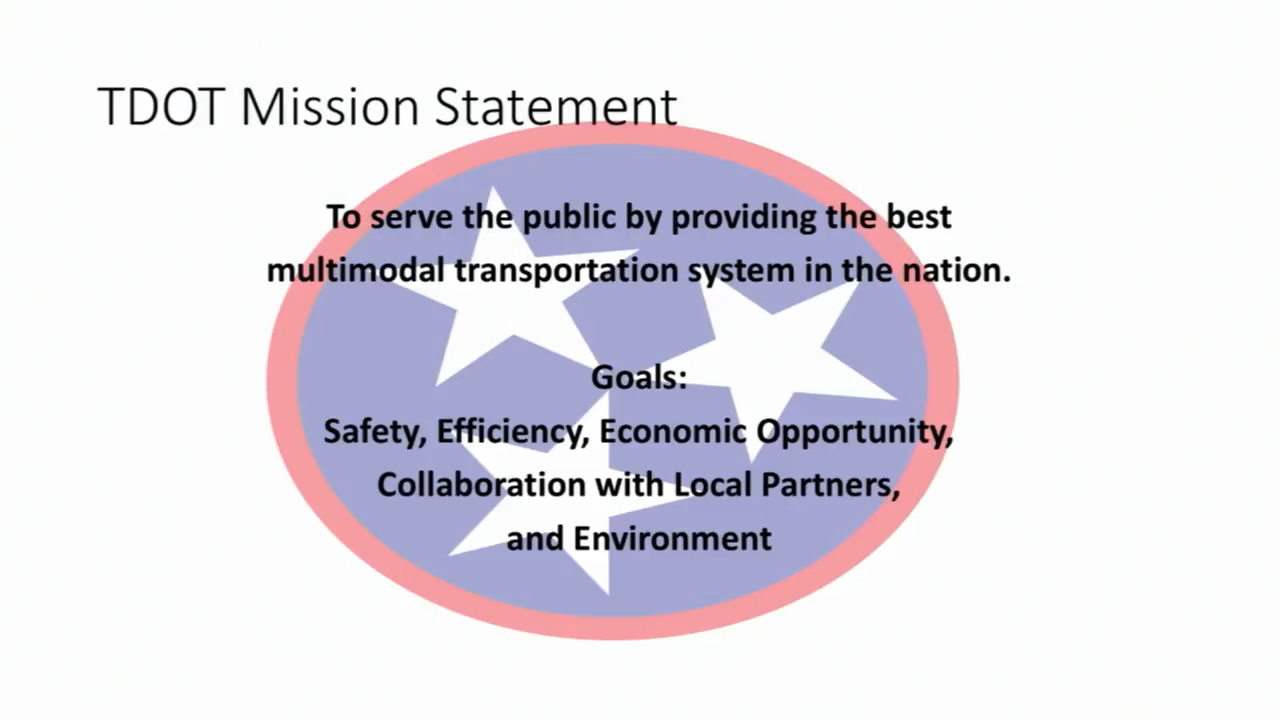 TDOT Mission Statement
To serve the public by providing the best
multimodal transportation system in the nation.
Goals:
Safety, Efficiency, Economic Opportunity,
Collaboration with Local Partners,
and Environment